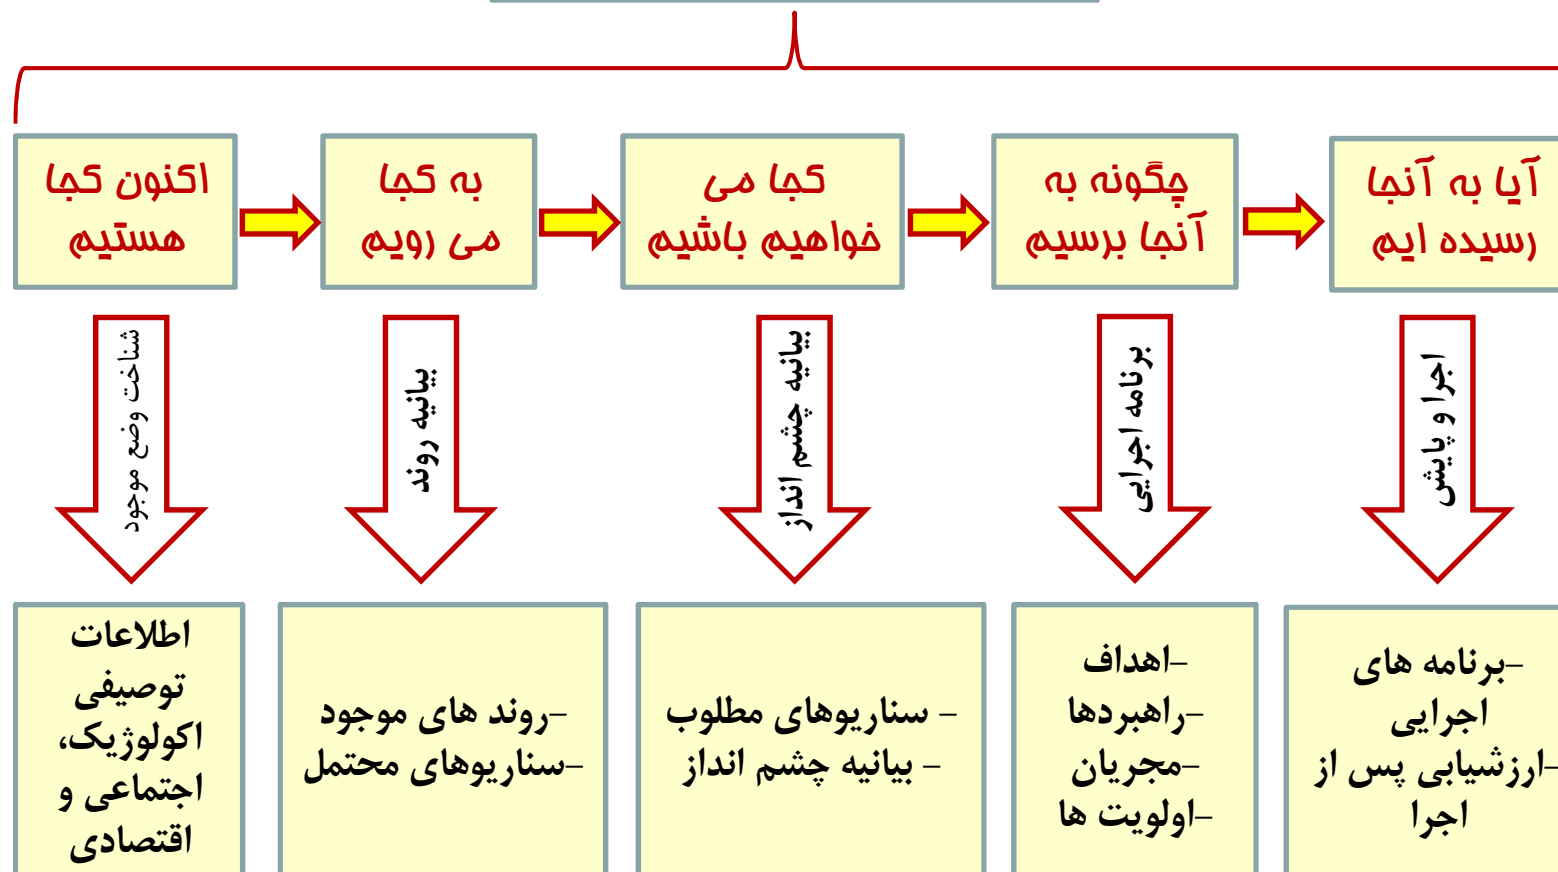 اکنون کجا
هستیم
به کجا
می رویم
کجا می
خواهیم باشیم
چگونه به
آنجا برسیم
آیا به آنجا
رسیده ایم
شناخت وضع موجود
بیانیه روند
بیانیه چشم انداز
برنامه اجرایی
اجرا و پایش
اطلاعات
توصیفی
اکولوژیک،
اجتماعی و
اقتصادی
-روند های موجود
-سناریوهای محتمل
- سناریوهای مطلوب
- بیانیه چشم انداز
-اهداف
-راهبردها
-مجریان
-اولویت ها
-برنامه های
اجرایی
-ارزشیابی پس از
اجرا